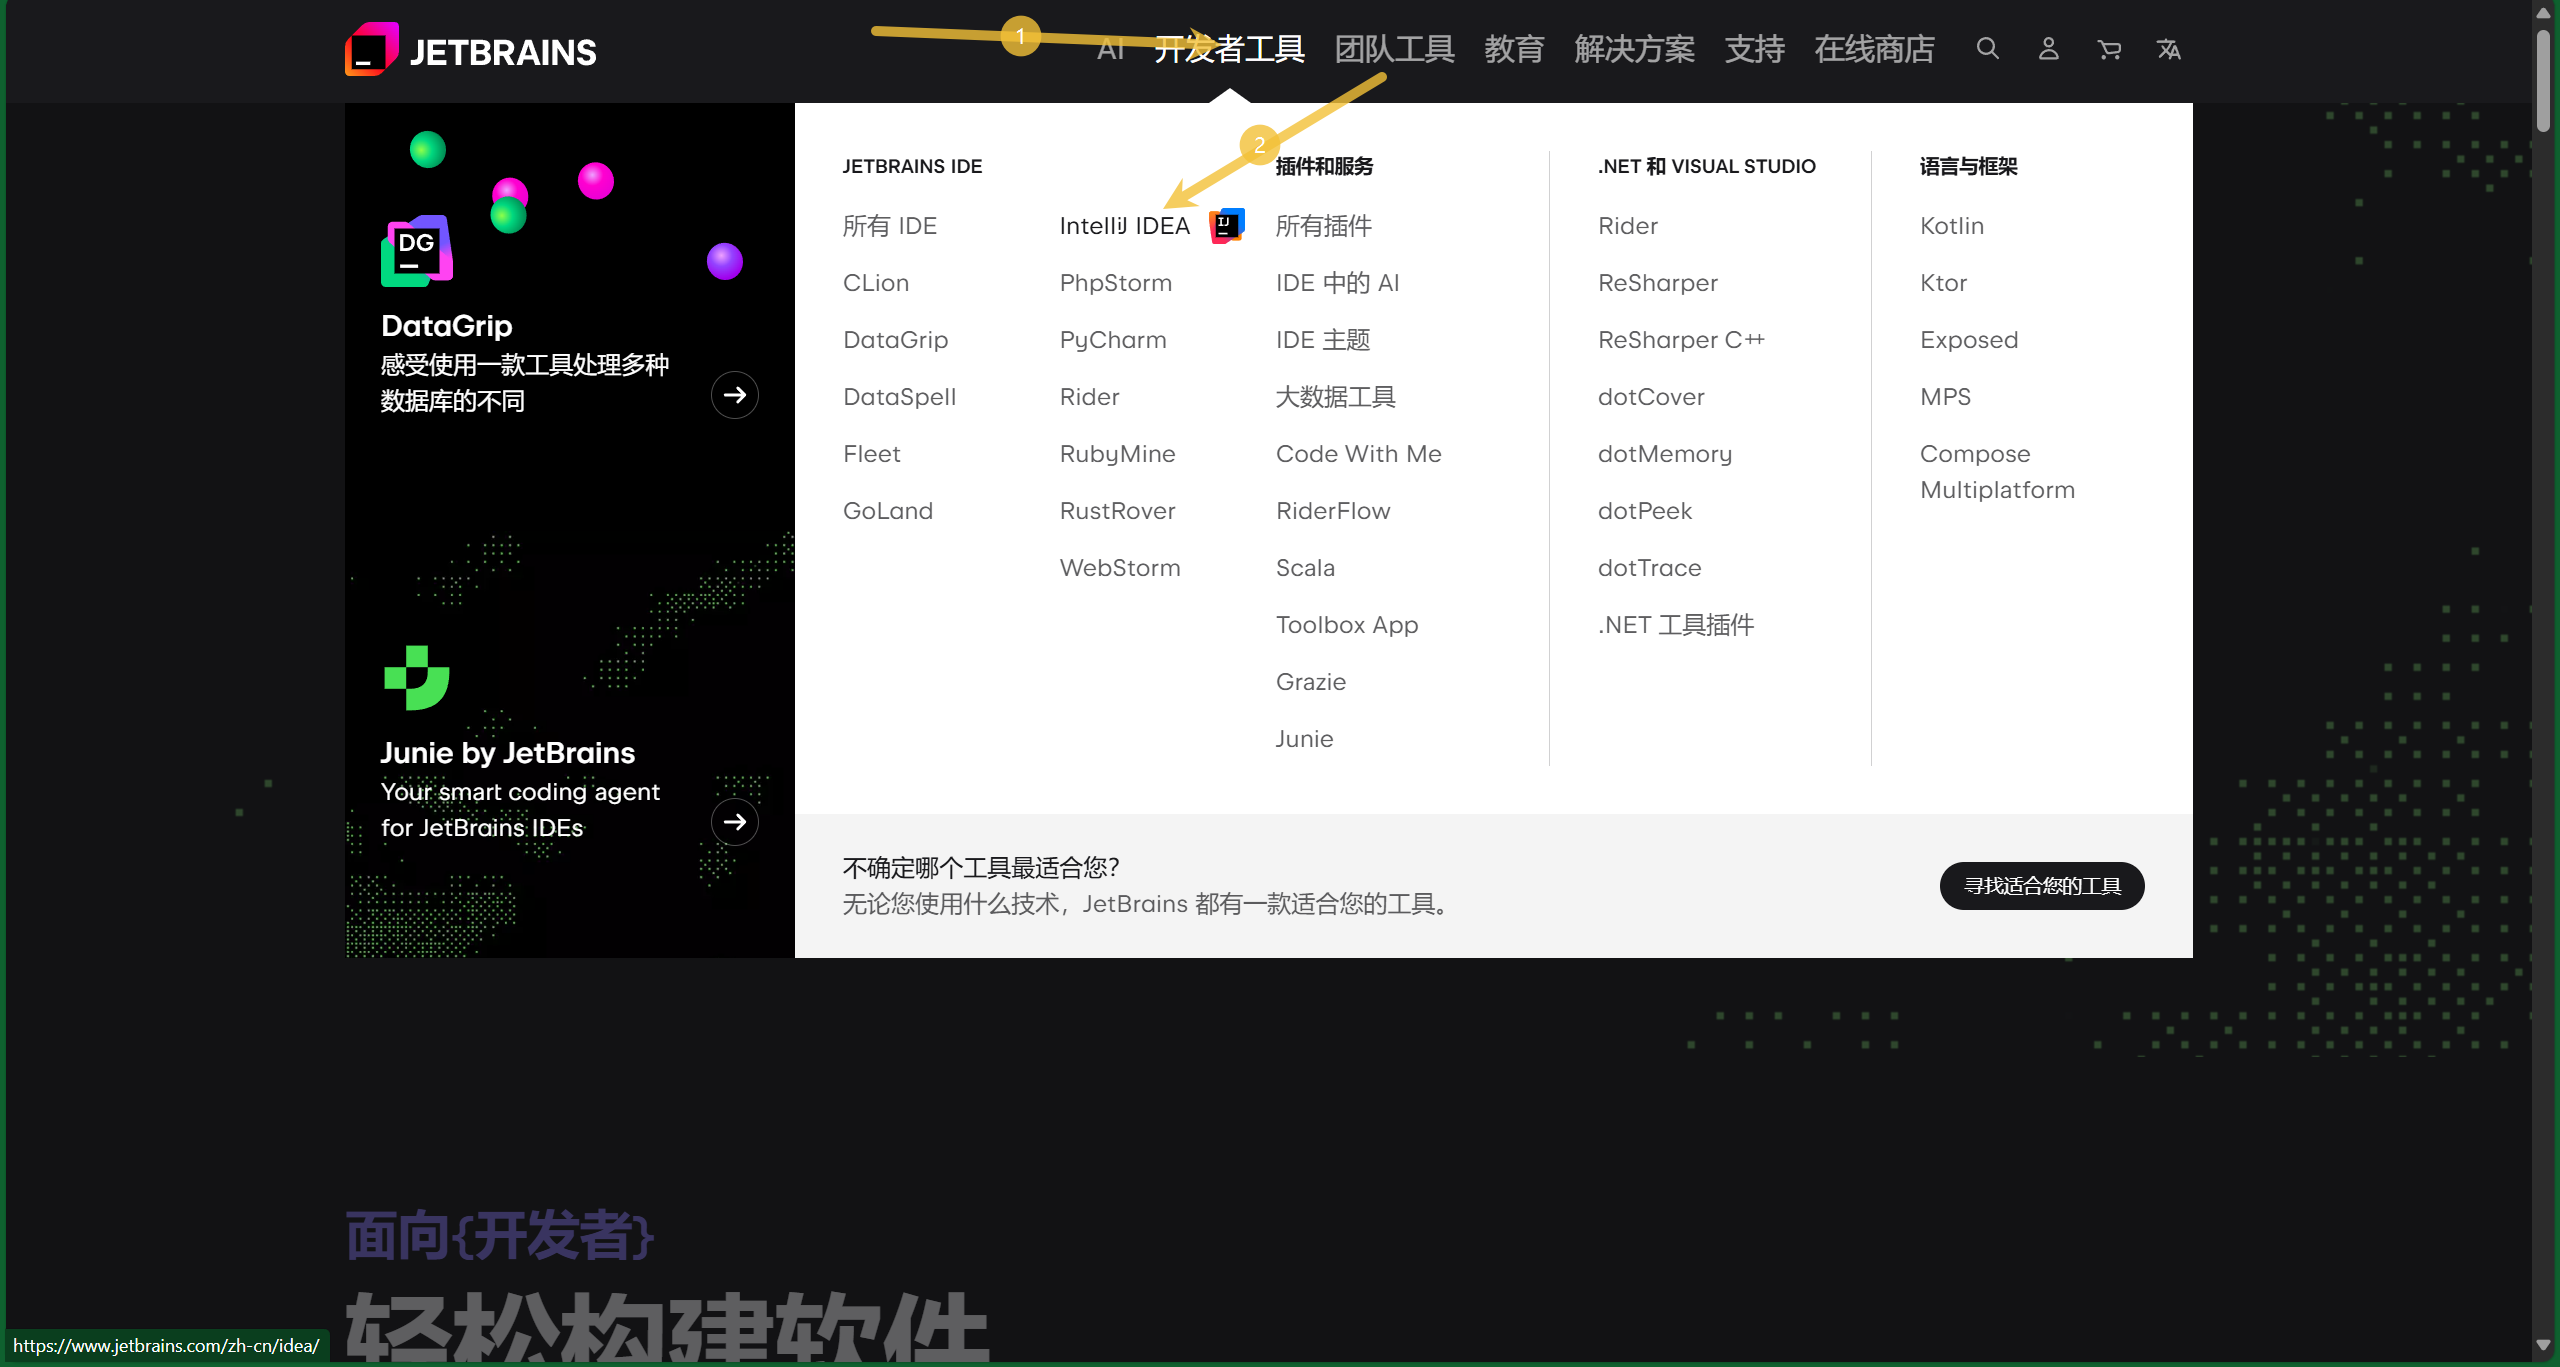 JETBRAINS
1
AI
开发者工具
团队工具
教育
解决方案
支持
在线商店
2
DG
DataGrip
感受使用一款工具处理多种
数据库的不同
Junie by JetBrains
Your smart coding agent
for JetBrains IDEs
JETBRAINS IDE
所有 IDE
CLion
DataGrip
DataSpell
Fleet
GoLand
IntelliJ IDEA
IJ
PhpStorm
PyCharm
Rider
RubyMine
RustRover
WebStorm
插件和服务
所有插件
IDE 中的 AI
IDE 主题
大数据工具
Code With Me
RiderFlow
Scala
Toolbox App
Grazie
Junie
.NET 和 VISUAL STUDIO
Rider
ReSharper
ReSharper C++
dotCover
dotMemory
dotPeek
dotTrace
.NET 工具插件
语言与框架
Kotlin
Ktor
Exposed
MPS
Compose
Multiplatform
不确定哪个工具最适合您？
无论您使用什么技术，JetBrains 都有一款适合您的工具。
寻找适合您的工具
面向{开发者}
轻松构建软件
https://www.jetbrains.com/zh-cn/idea/